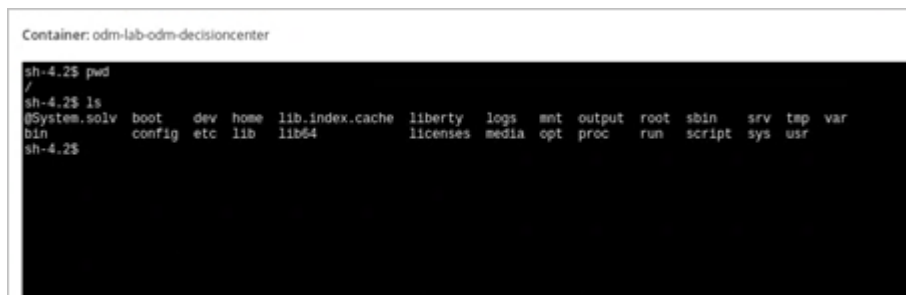 Container: odm-lab-odm-decisioncenter
sh-4.2$ pwd
/
sh-4.2$ ls
@System.solv boot dev home lib.index.cache liberty logs mnt output root sbin srv tmp var
bin config etc lib lib64 licenses media opt proc run script sys usr
sh-4.2$